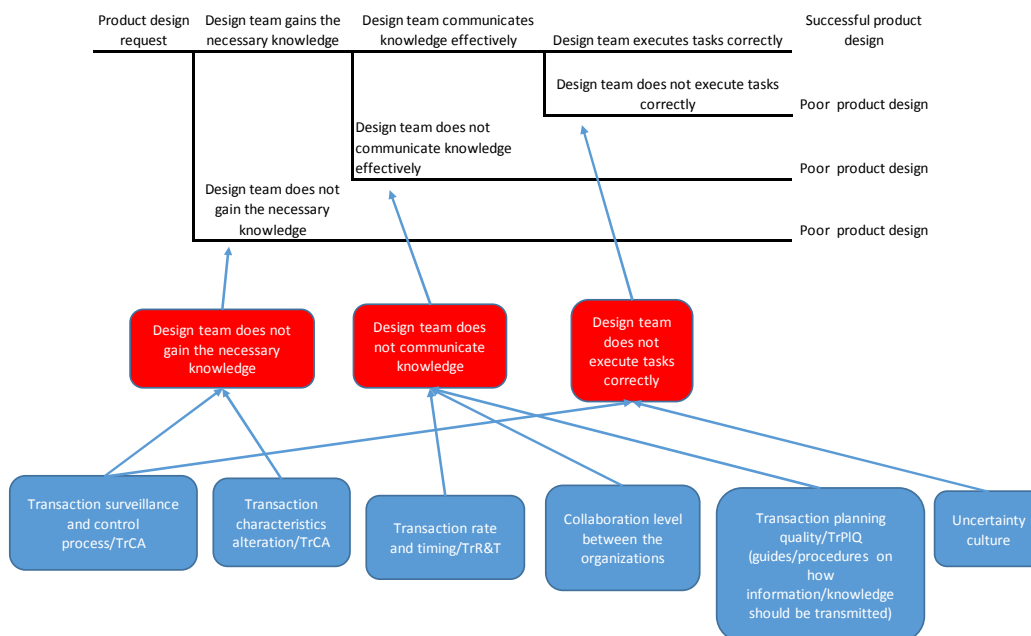 Product design
request
Design team gains the
necessary knowledge
Design team communicates
knowledge effectively
Design team executes tasks correctly
Successful product
design
Design team does not execute tasks
correctly
Poor product design
Design team does not
communicate knowledge
effectively
Poor product design
Design team does not
gain the necessary
knowledge
Poor product design
Design team does not
gain the necessary
knowledge
Design team does
not communicate
knowledge
Design team
does not
execute tasks
correctly
Transaction surveillance
and control
process/TrCA
Transaction
characteristics
alteration/TrCA
Transaction rate
and timing/TrR&T
Collaboration level
between the
organizations
Transaction planning
quality/TrPlQ
(guides/procedures on
how
information/knowledge
should be transmitted)
Uncertainty
culture